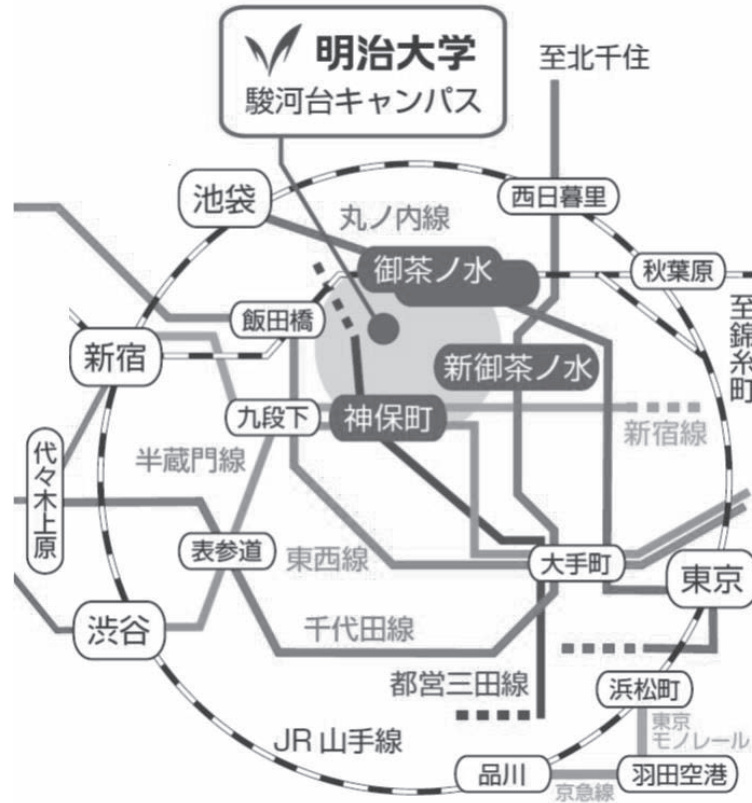 明治大学
駿河台キャンパス
至北千住
池袋
西日暮里
丸ノ内線
御茶ノ水
秋葉原
飯田橋
至錦糸町
新宿
新御茶ノ水
九段下
神保町
新宿線
半蔵門線
代々木上原
表参道
東西線
大手町
東京
渋谷
千代田線
都営三田線
浜松町
東京
モノレール
JR 山手線
品川
羽田空港
京急線